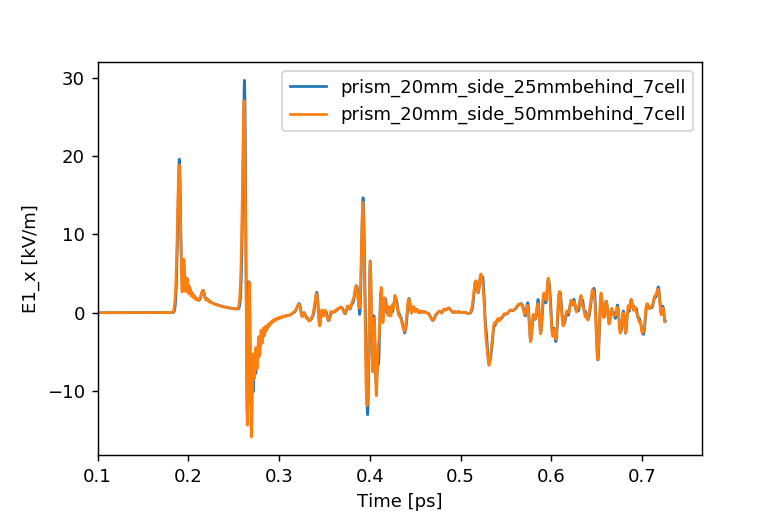 prism_20mm_side_25mmbehind_7cell
prism_20mm_side_50mmbehind_7cell
E1_x [kV/m]
30
20
10
0
−10
0.1 0.2 0.3 0.4 0.5 0.6 0.7
Time [ps]